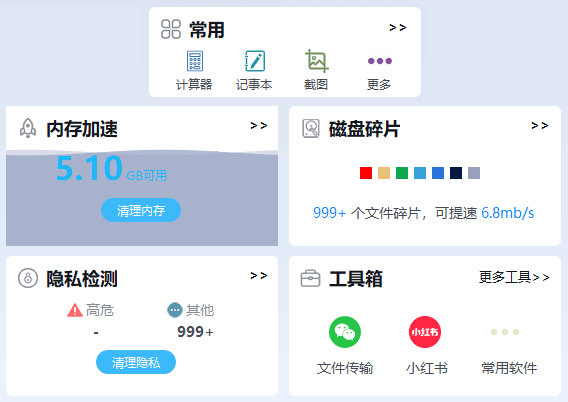 常用 >>
计算器 记事本 截图 更多
内存加速 >>
5.10 GB可用
清理内存
磁盘碎片 >>
999+ 个文件碎片，可提速 6.8mb/s
隐私检测 >>
高危 其他
- 999+
清理隐私
工具箱 更多工具>>
小红书
文件传输 小红书 常用软件